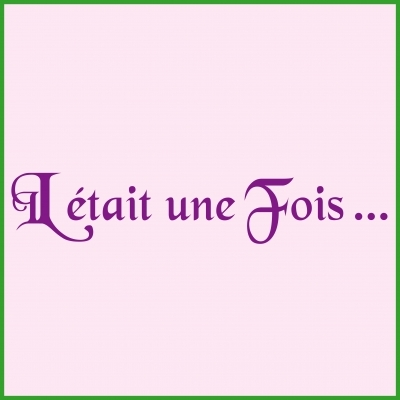 Il était une Fois ...